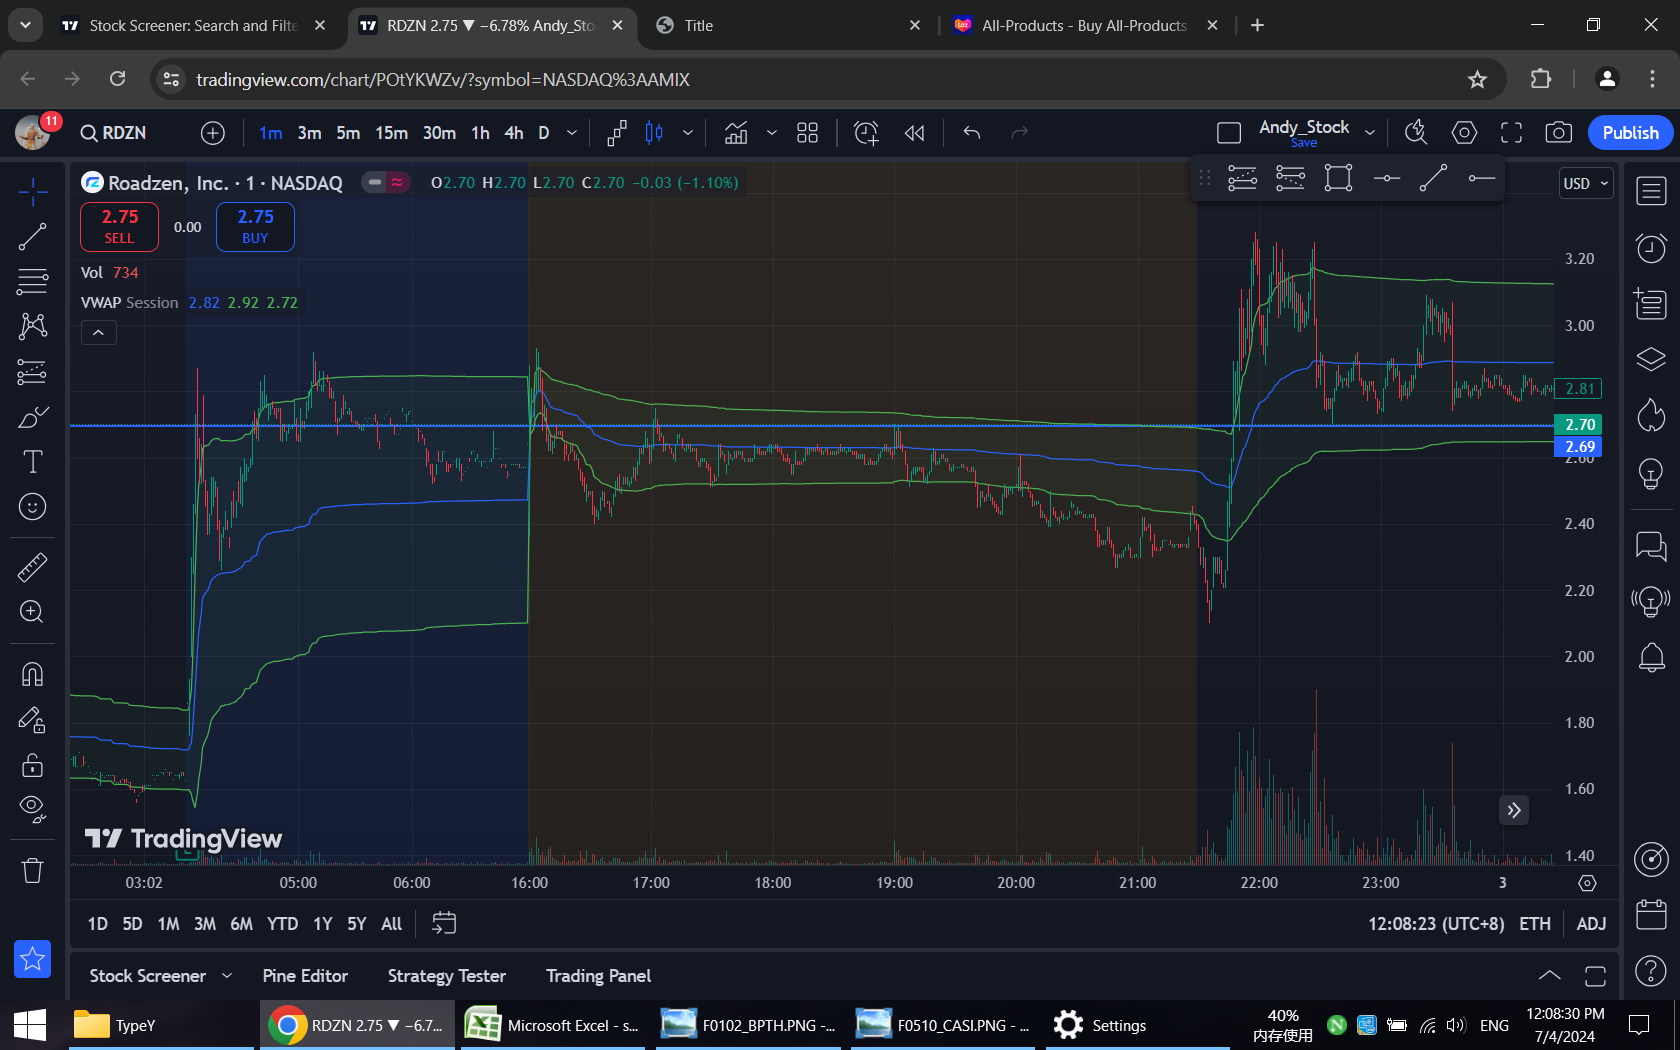 Stock Screener: Search and Filte
RDZN 2.75 ▼ −6.78% Andy_Sto
Title
All-Products - Buy All-Products
tradingview.com/chart/POtYKWZv/?symbol=NASDAQ%3AAMIX
11
RDZN
1m 3m 5m 15m 30m 1h 4h D
Andy_Stock
Save
Publish
Roadzen, Inc. · 1 · NASDAQ
O2.70 H2.70 L2.70 C2.70 −0.03 (−1.10%)
USD
2.75
SELL
0.00
2.75
BUY
Vol 734
VWAP Session 2.82 2.92 2.72
3.20
3.00
2.81
2.70
2.69
2.60
2.40
2.20
2.00
1.80
1.60
1.40
TradingView
03:02 05:00 06:00 16:00 17:00 18:00 19:00 20:00 21:00 22:00 23:00 3
1D 5D 1M 3M 6M YTD 1Y 5Y All
12:08:23 (UTC+8) ETH ADJ
Stock Screener Pine Editor Strategy Tester Trading Panel
TypeY
RDZN 2.75 ▼ −6.7...
Microsoft Excel - s...
F0102_BPTH.PNG -...
F0510_CASI.PNG - ...
Settings
40%
内存使用
ENG
12:08:30 PM
7/4/2024